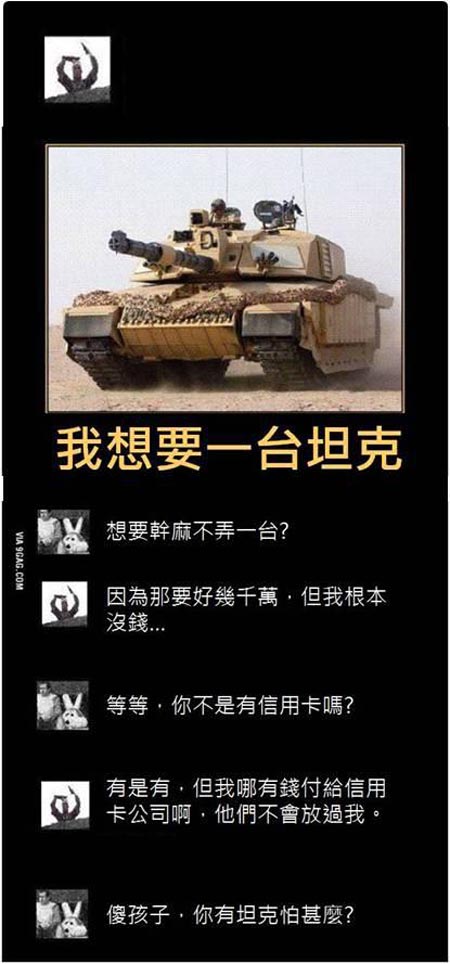 我想要一台坦克
想要幹麻不弄一台?
VIA 9GAG.COM
因為那要好幾千萬，但我根本
沒錢...
等等，你不是有信用卡嗎?
有是有，但我哪有錢付給信用
卡公司啊，他們不會放過我。
傻孩子，你有坦克怕甚麼?